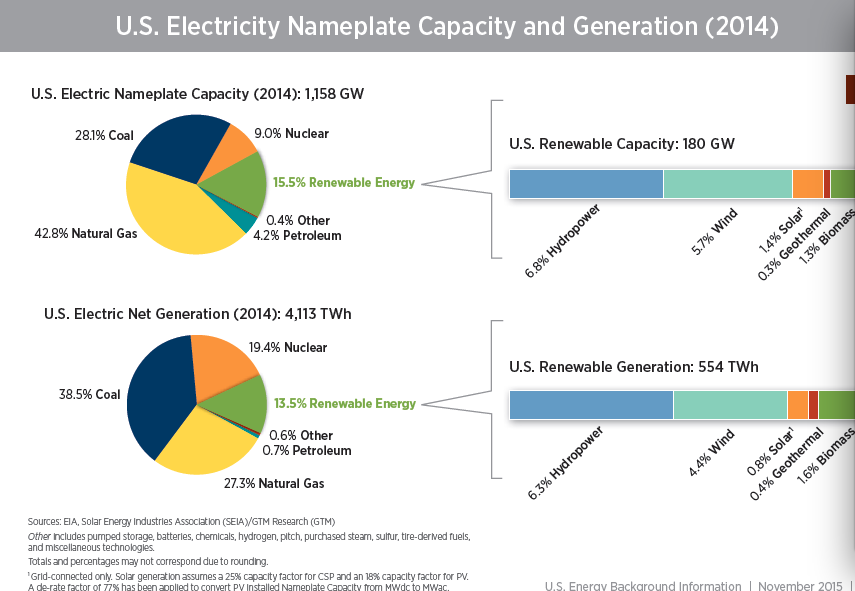 U.S. Electricity Nameplate Capacity and Generation (2014)
U.S. Electric Nameplate Capacity (2014): 1,158 GW
28.1% Coal
9.0% Nuclear
15.5% Renewable Energy
0.4% Other
4.2% Petroleum
42.8% Natural Gas
U.S. Renewable Capacity: 180 GW
6.8% Hydropower
5.7% Wind
1.4% Solar¹
0.3% Geothermal
1.3% Biomass
U.S. Electric Net Generation (2014): 4,113 TWh
19.4% Nuclear
38.5% Coal
13.5% Renewable Energy
0.6% Other
0.7% Petroleum
27.3% Natural Gas
U.S. Renewable Generation: 554 TWh
6.3% Hydropower
4.4% Wind
0.8% Solar¹
0.4% Geothermal
1.6% Biomass
Sources: EIA, Solar Energy Industries Association (SEIA)/GTM Research (GTM)
Other includes pumped storage, batteries, chemicals, hydrogen, pitch, purchased steam, sulfur, tire-derived fuels,
and miscellaneous technologies.
Totals and percentages may not correspond due to rounding.
¹Grid-connected only. Solar generation assumes a 25% capacity factor for CSP and an 18% capacity factor for PV.
A de-rate factor of 77% has been applied to convert PV installed Nameplate Capacity from MWdc to MWac.
U.S. Energy Background Information | November 2015 |